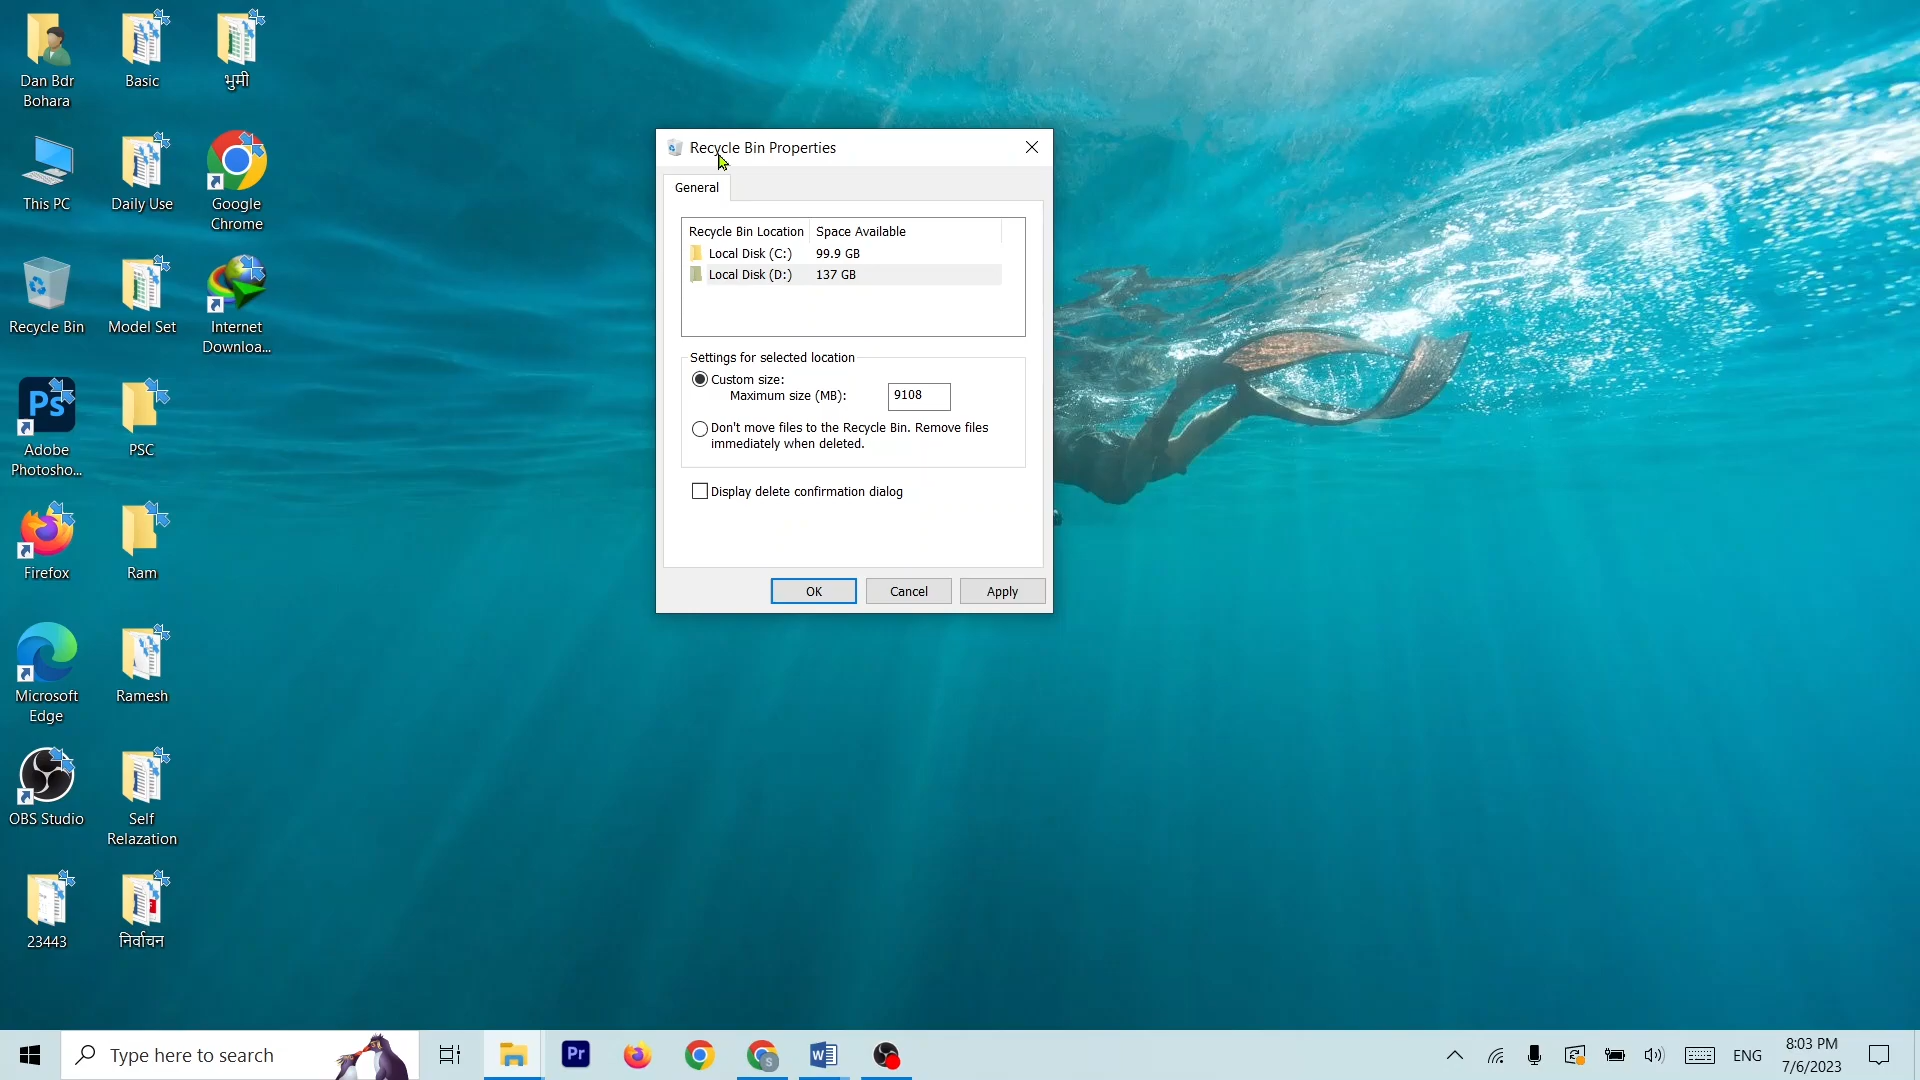 Dan Bdr
Bohara
Basic
भुमी
This PC
Daily Use
Google
Chrome
Recycle Bin
Model Set
Internet
Downloa...
Adobe
Photosho...
PSC
Firefox
Ram
Microsoft
Edge
Ramesh
OBS Studio
Self
Relazation
23443
निर्वाचन
Recycle Bin Properties
General
Recycle Bin Location Space Available
Local Disk (C:) 99.9 GB
Local Disk (D:) 137 GB
Settings for selected location
Custom size:
Maximum size (MB): 9108
Don't move files to the Recycle Bin. Remove files
immediately when deleted.
Display delete confirmation dialog
OK Cancel Apply
Ps
Type here to search
Pr
S
W
ENG
8:03 PM
7/6/2023